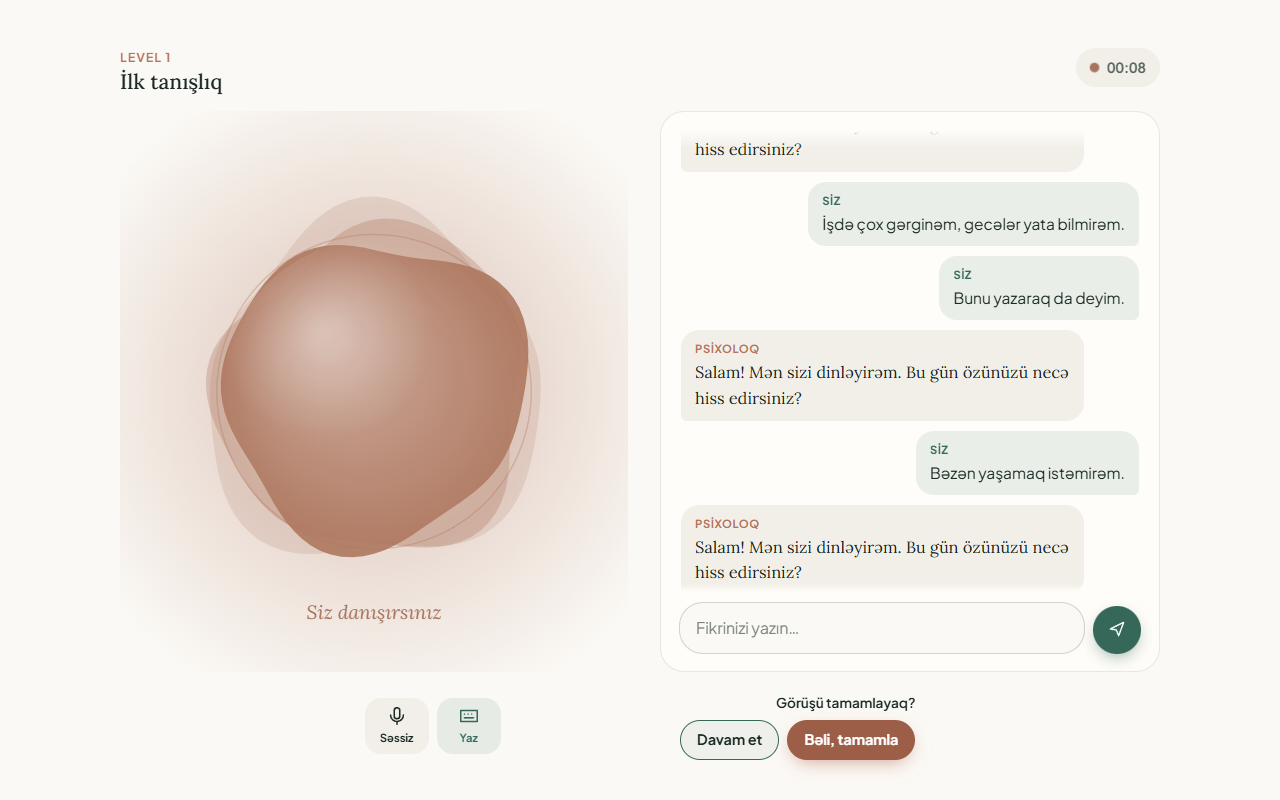 LEVEL 1
İlk tanışlıq
00:08
hiss edirsiniz?
SİZ
İşdə çox gərginəm, gecələr yata bilmirəm.
SİZ
Bunu yazaraq da deyim.
PSİXOLOQ
Salam! Mən sizi dinləyirəm. Bu gün özünüzü necə
hiss edirsiniz?
SİZ
Bəzən yaşamaq istəmirəm.
PSİXOLOQ
Salam! Mən sizi dinləyirəm. Bu gün özünüzü necə
hiss edirsiniz?
Siz danışırsınız
Fikrinizi yazın...
Səssiz
Yaz
Görüşü tamamlayaq?
Davam et
Bəli, tamamla